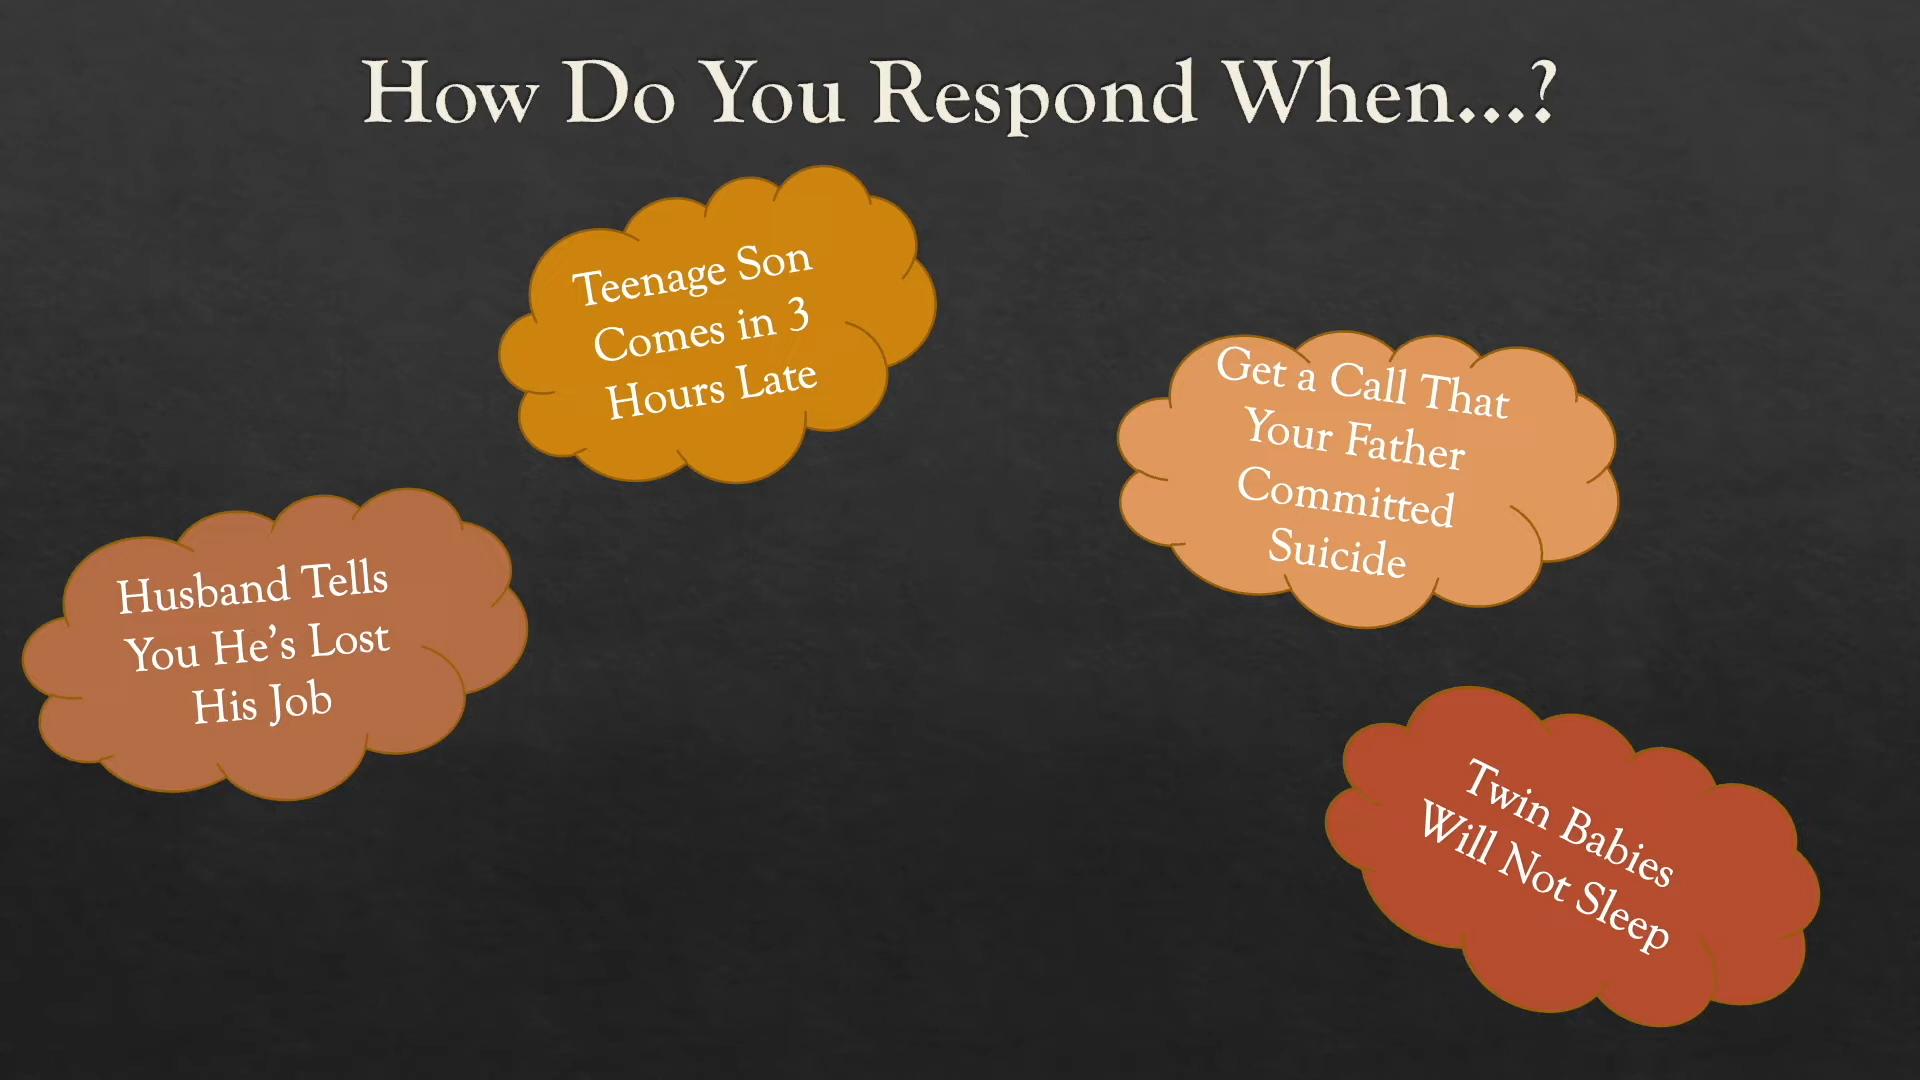 How Do You Respond When...?
Teenage Son
Comes in 3
Hours Late
Get a Call That
Your Father
Committed
Suicide
Husband Tells
You He’s Lost
His Job
Twin Babies
Will Not Sleep